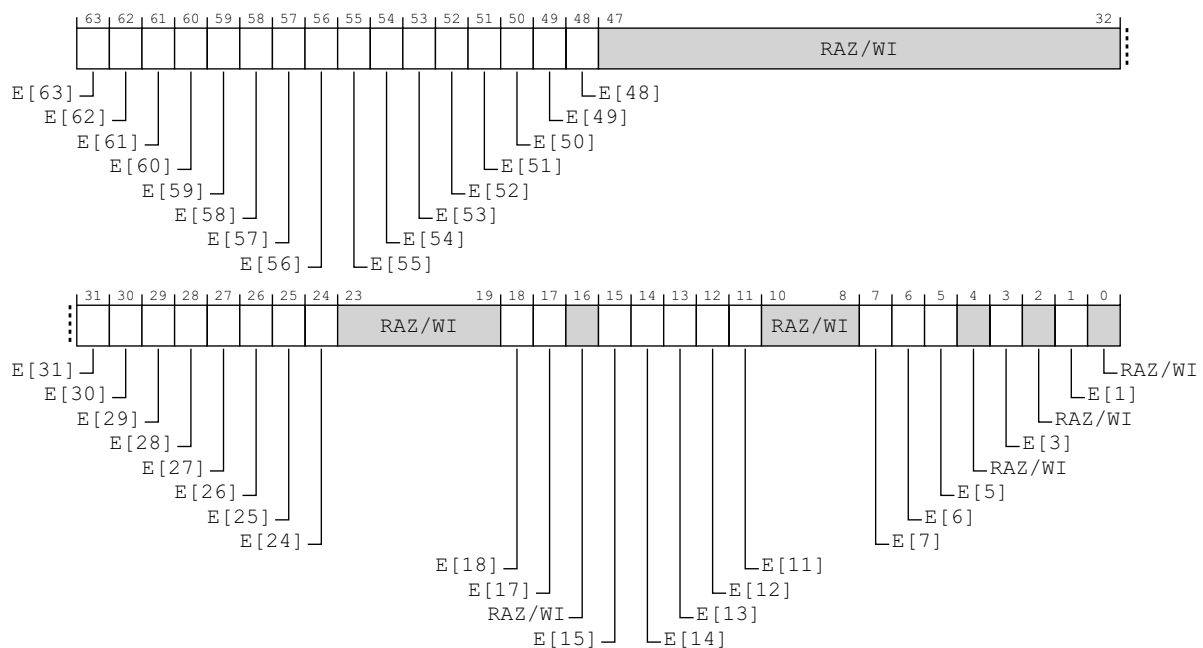 63 62 61 60 59 58 57 56 55 54 53 52 51 50 49 48 47 32
RAZ/WI
E[63] E[48]
E[62] E[49]
E[61] E[50]
E[60] E[51]
E[59] E[52]
E[58] E[53]
E[57] E[54]
E[56] E[55]
31 30 29 28 27 26 25 24 23 19 18 17 16 15 14 13 12 11 10 8 7 6 5 4 3 2 1 0
RAZ/WI RAZ/WI
E[31] RAZ/WI
E[30] E[1]
E[29] RAZ/WI
E[28] E[3]
E[27] RAZ/WI
E[26] E[5]
E[25] E[6]
E[24] E[7]
E[18] E[11]
E[17] E[12]
RAZ/WI E[13]
E[15] E[14]